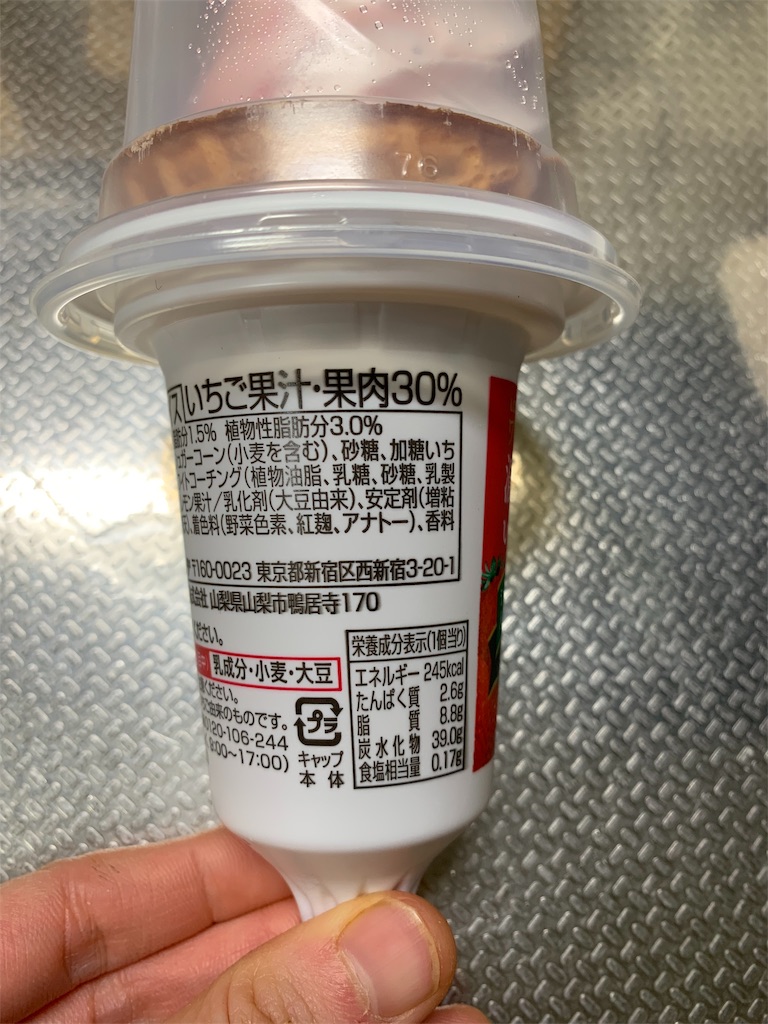 76
ス]いちご果汁・果肉30%
脂肪分1.5% 植物性脂肪分3.0%
ガーコーン(小麦を含む)、砂糖、加糖いち
イトコーチング(植物油脂、乳糖、砂糖、乳製
モン果汁/乳化剤(大豆由来)、安定剤(増粘
、着色料(野菜色素、紅麹、アナトー)、香料
〒160-0023 東京都新宿区西新宿3-20-1
式会社 山梨県山梨市鴨居寺170
ください。
乳成分・小麦・大豆
ください。
由来のものです。
0120-106-244
9:00〜17:00)
プラ
キャップ
本体
栄養成分表示(1個当り)
エネルギー 245kcal
たんぱく質 2.6g
脂質 8.8g
炭水化物 39.0g
食塩相当量 0.17g